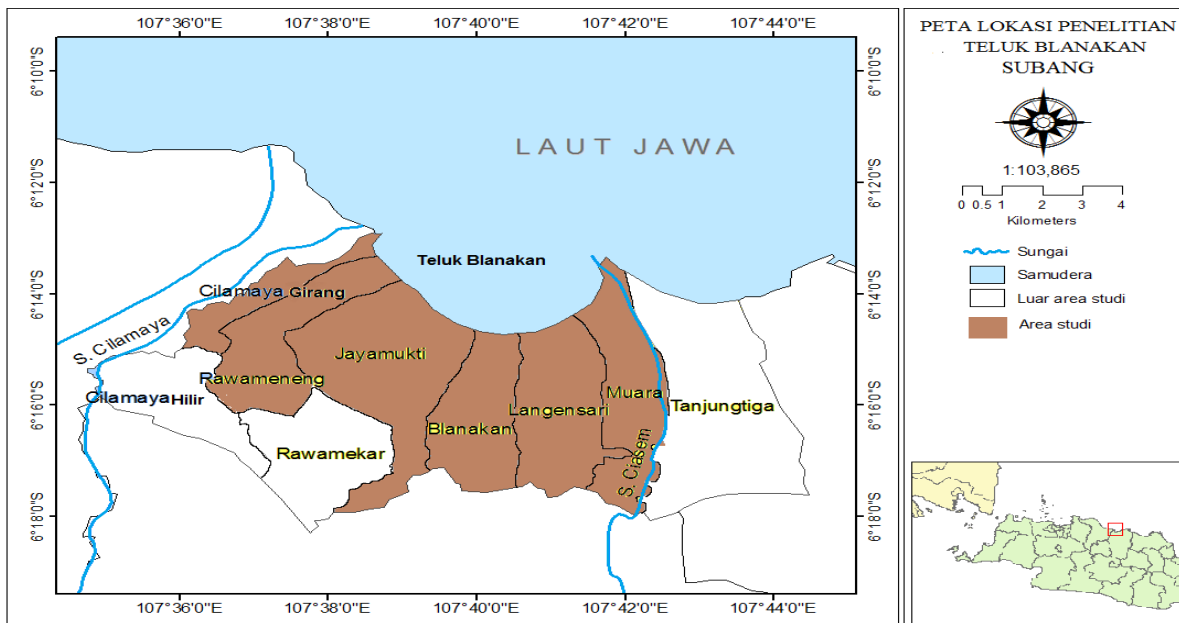 107°36'0"E 107°38'0"E 107°40'0"E 107°42'0"E 107°44'0"E
6°10'0"S 6°10'0"S
6°12'0"S 6°12'0"S
6°14'0"S 6°14'0"S
6°16'0"S 6°16'0"S
6°18'0"S 6°18'0"S
LAUT JAWA
Teluk Blanakan
Cilamaya Girang
S. Cilamaya
Jayamukti
Rawameneng
Cilamaya Hilir
Muara
Langensari
Tanjungtiga
Blanakan
Rawamekar
S. Ciasem
107°36'0"E 107°38'0"E 107°40'0"E 107°42'0"E 107°44'0"E
PETA LOKASI PENELITIAN
TELUK BLANAKAN
SUBANG
1:103,865
0 0.5 1 2 3 4
Kilometers
Sungai
Samudera
Luar area studi
Area studi